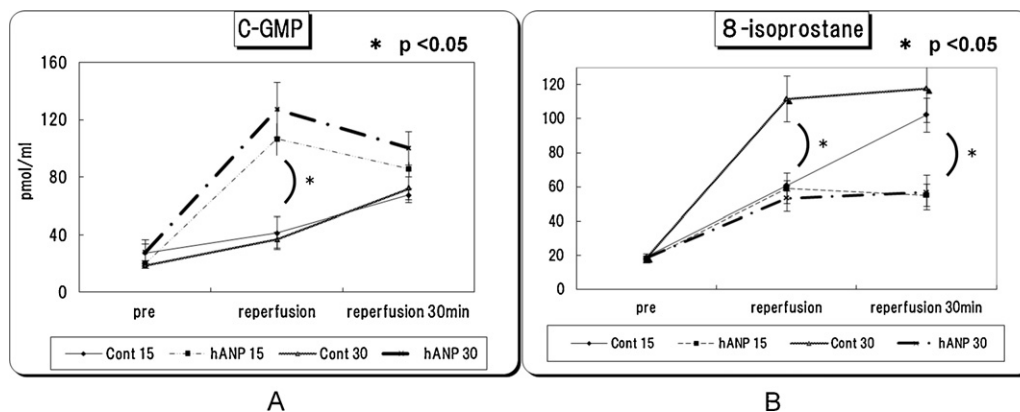 C-GMP
* p <0.05
160
120
80
40
0
pmol/ml
pre reperfusion reperfusion 30min
Cont 15 hANP 15 Cont 30 hANP 30
*
A
8-isoprostane
* p <0.05
120
100
80
60
40
20
0
pre reperfusion reperfusion 30min
Cont 15 hANP 15 Cont 30 hANP 30
*
*
B